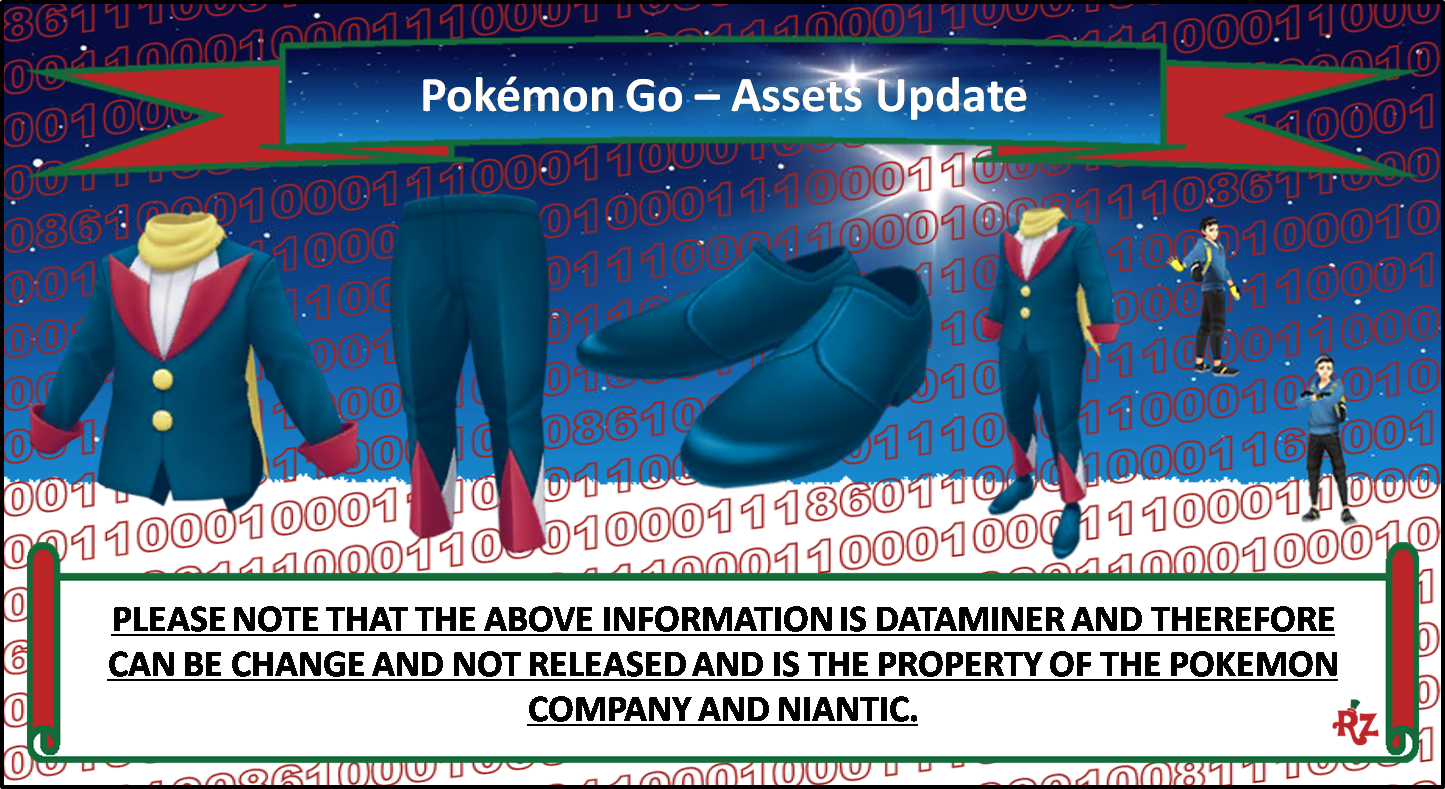 Pokémon Go – Assets Update
PLEASE NOTE THAT THE ABOVE INFORMATION IS DATAMINER AND THEREFORE
CAN BE CHANGE AND NOT RELEASED AND IS THE PROPERTY OF THE POKEMON
COMPANY AND NIANTIC.
RZ